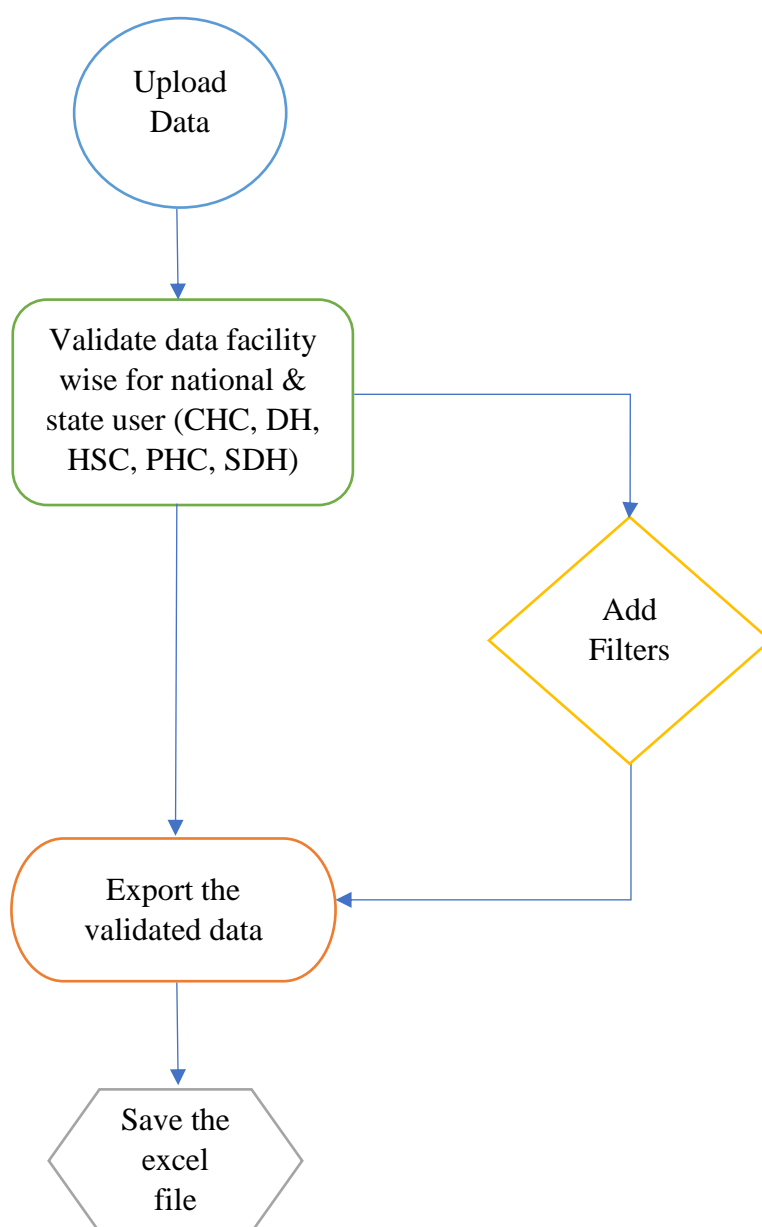 Upload
Data
Validate data facility
wise for national &
state user (CHC, DH,
HSC, PHC, SDH)
Add
Filters
Export the
validated data
Save the
excel
file